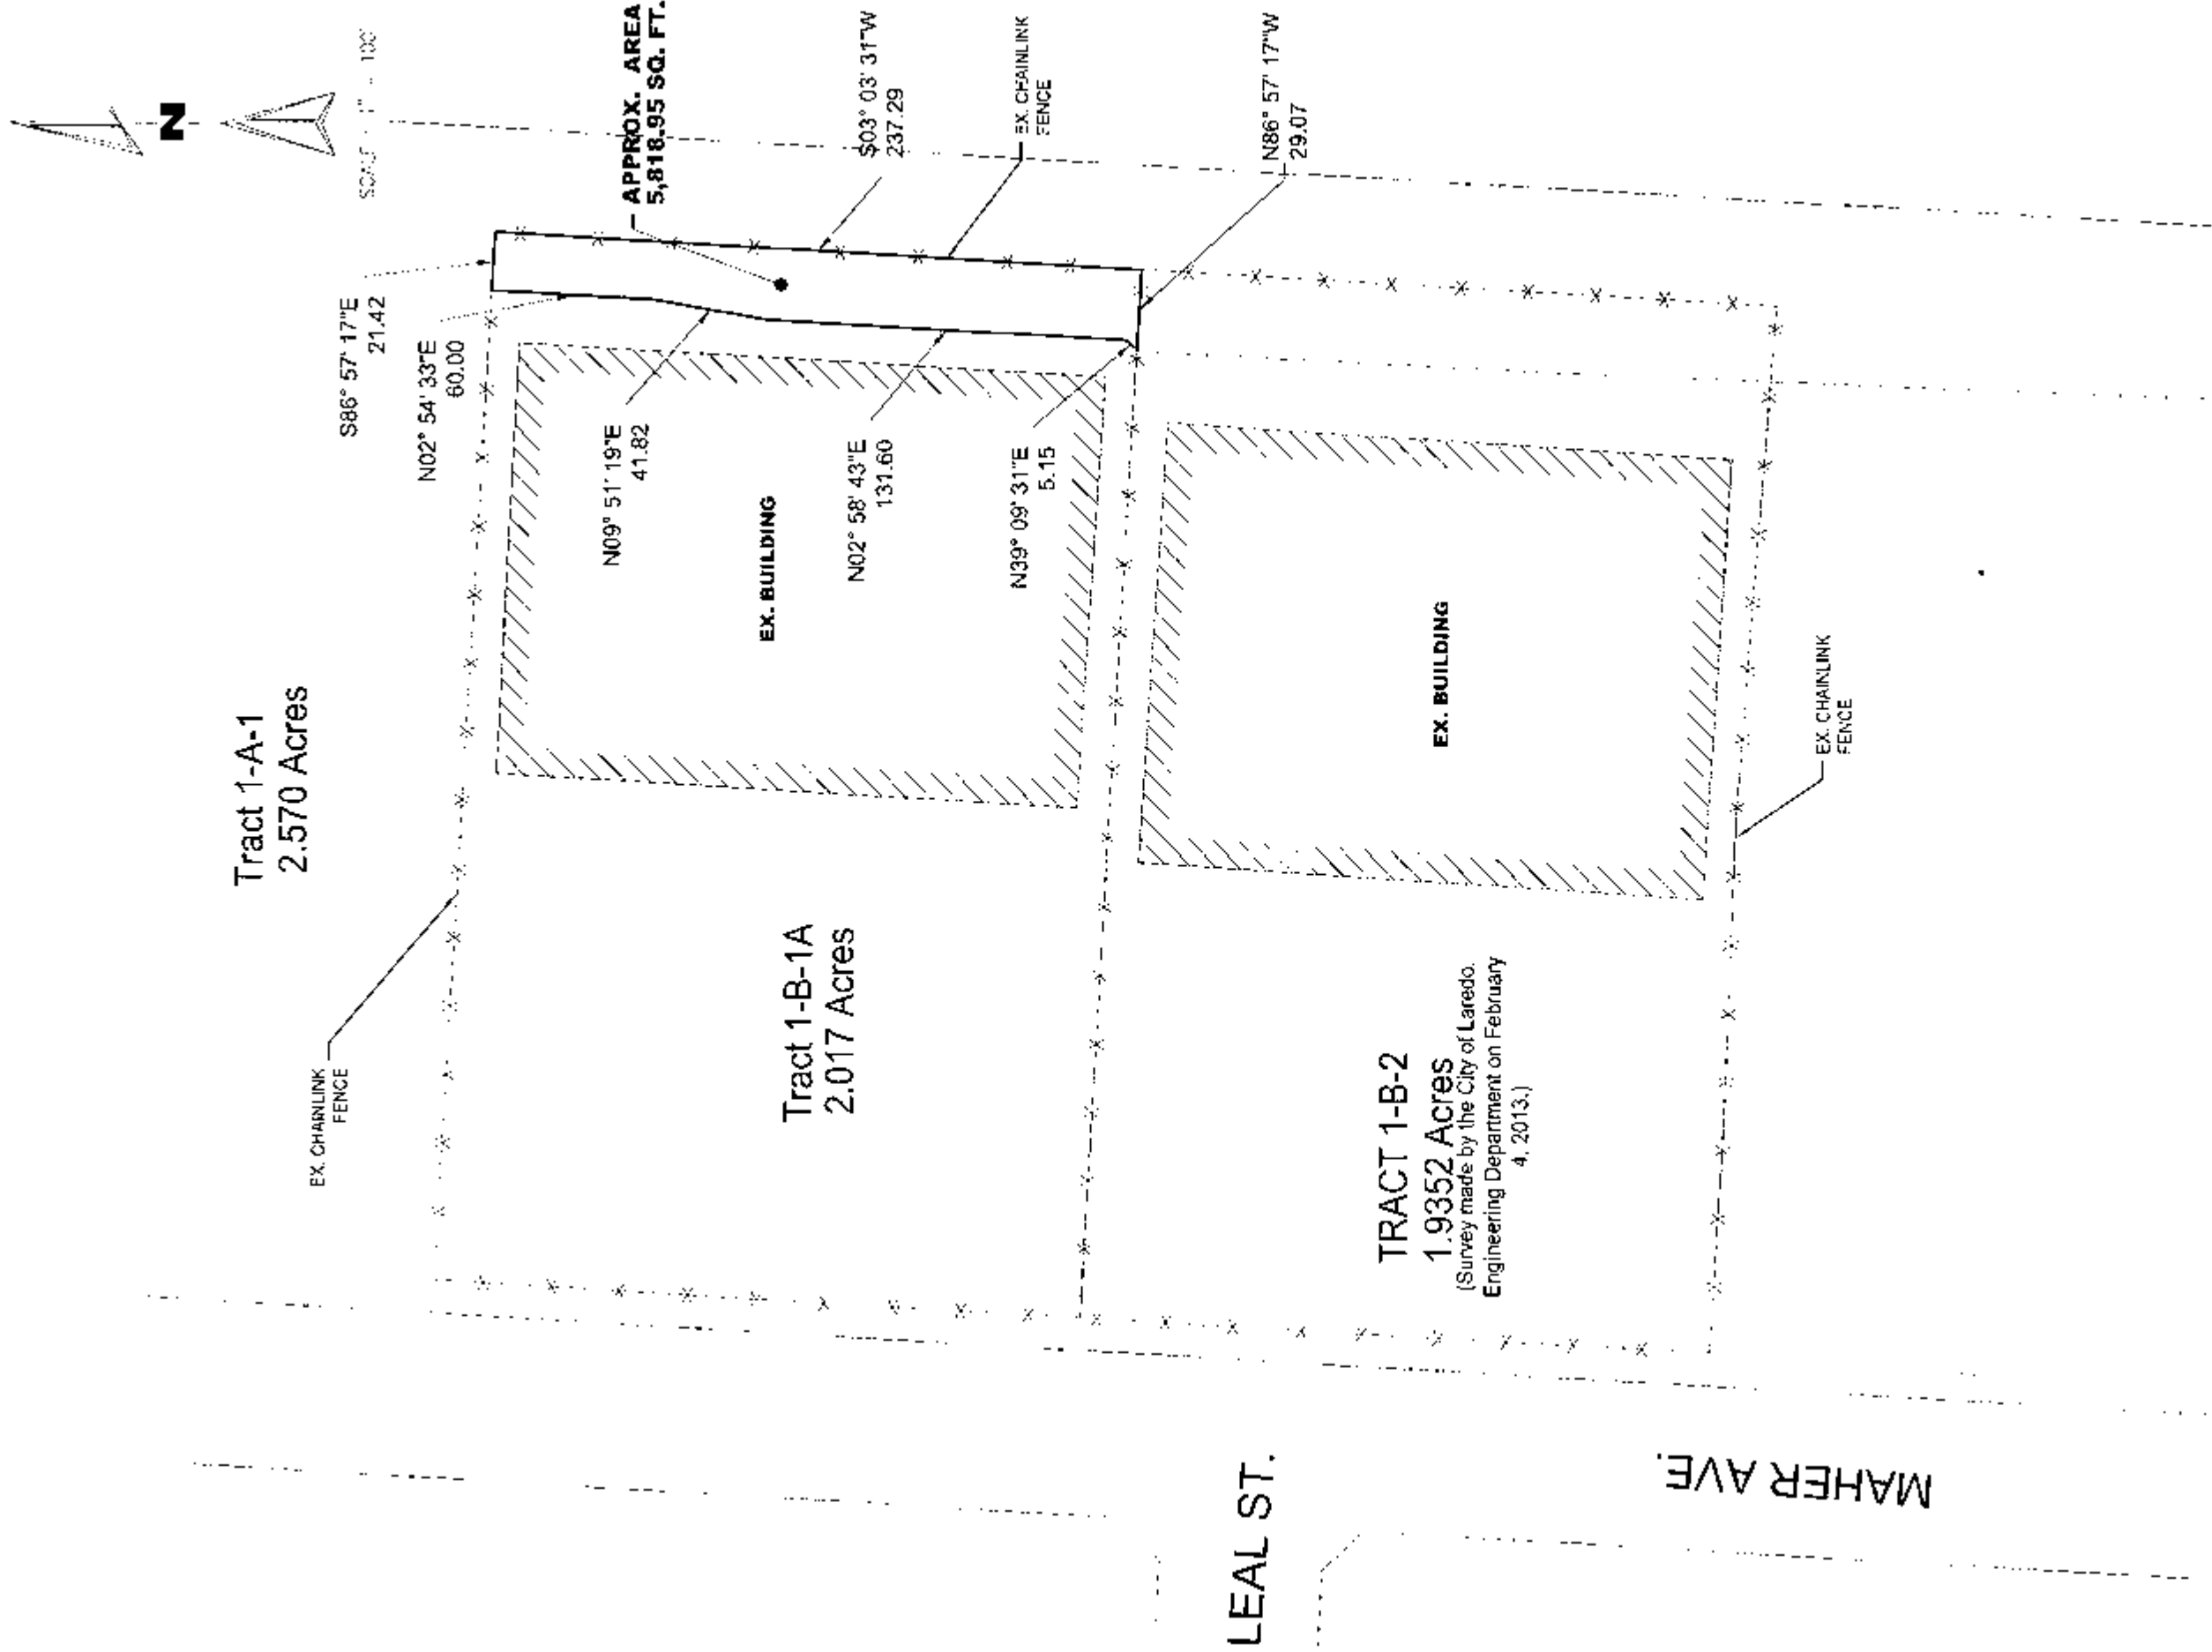 N
APPROX. AREA
5,818.95 SQ. FT.
S86° 57' 17"E
21.42
N02° 54' 33"E
60.00
S03° 03' 31"W
237.29
EX. CHAINLINK
FENCE
N86° 57' 17"W
29.07
N09° 51' 19"E
41.82
N02° 58' 43"E
131.60
N39° 09' 31"E
5.15
EX. BUILDING
EX. BUILDING
Tract 1-A-1
2.570 Acres
EX. CHAINLINK
FENCE
Tract 1-B-1A
2.017 Acres
TRACT 1-B-2
1.9352 Acres
(Survey made by the City of Laredo.
Engineering Department on February
4, 2013.)
EX. CHAINLINK
FENCE
LEAL ST.
MAHER AVE.